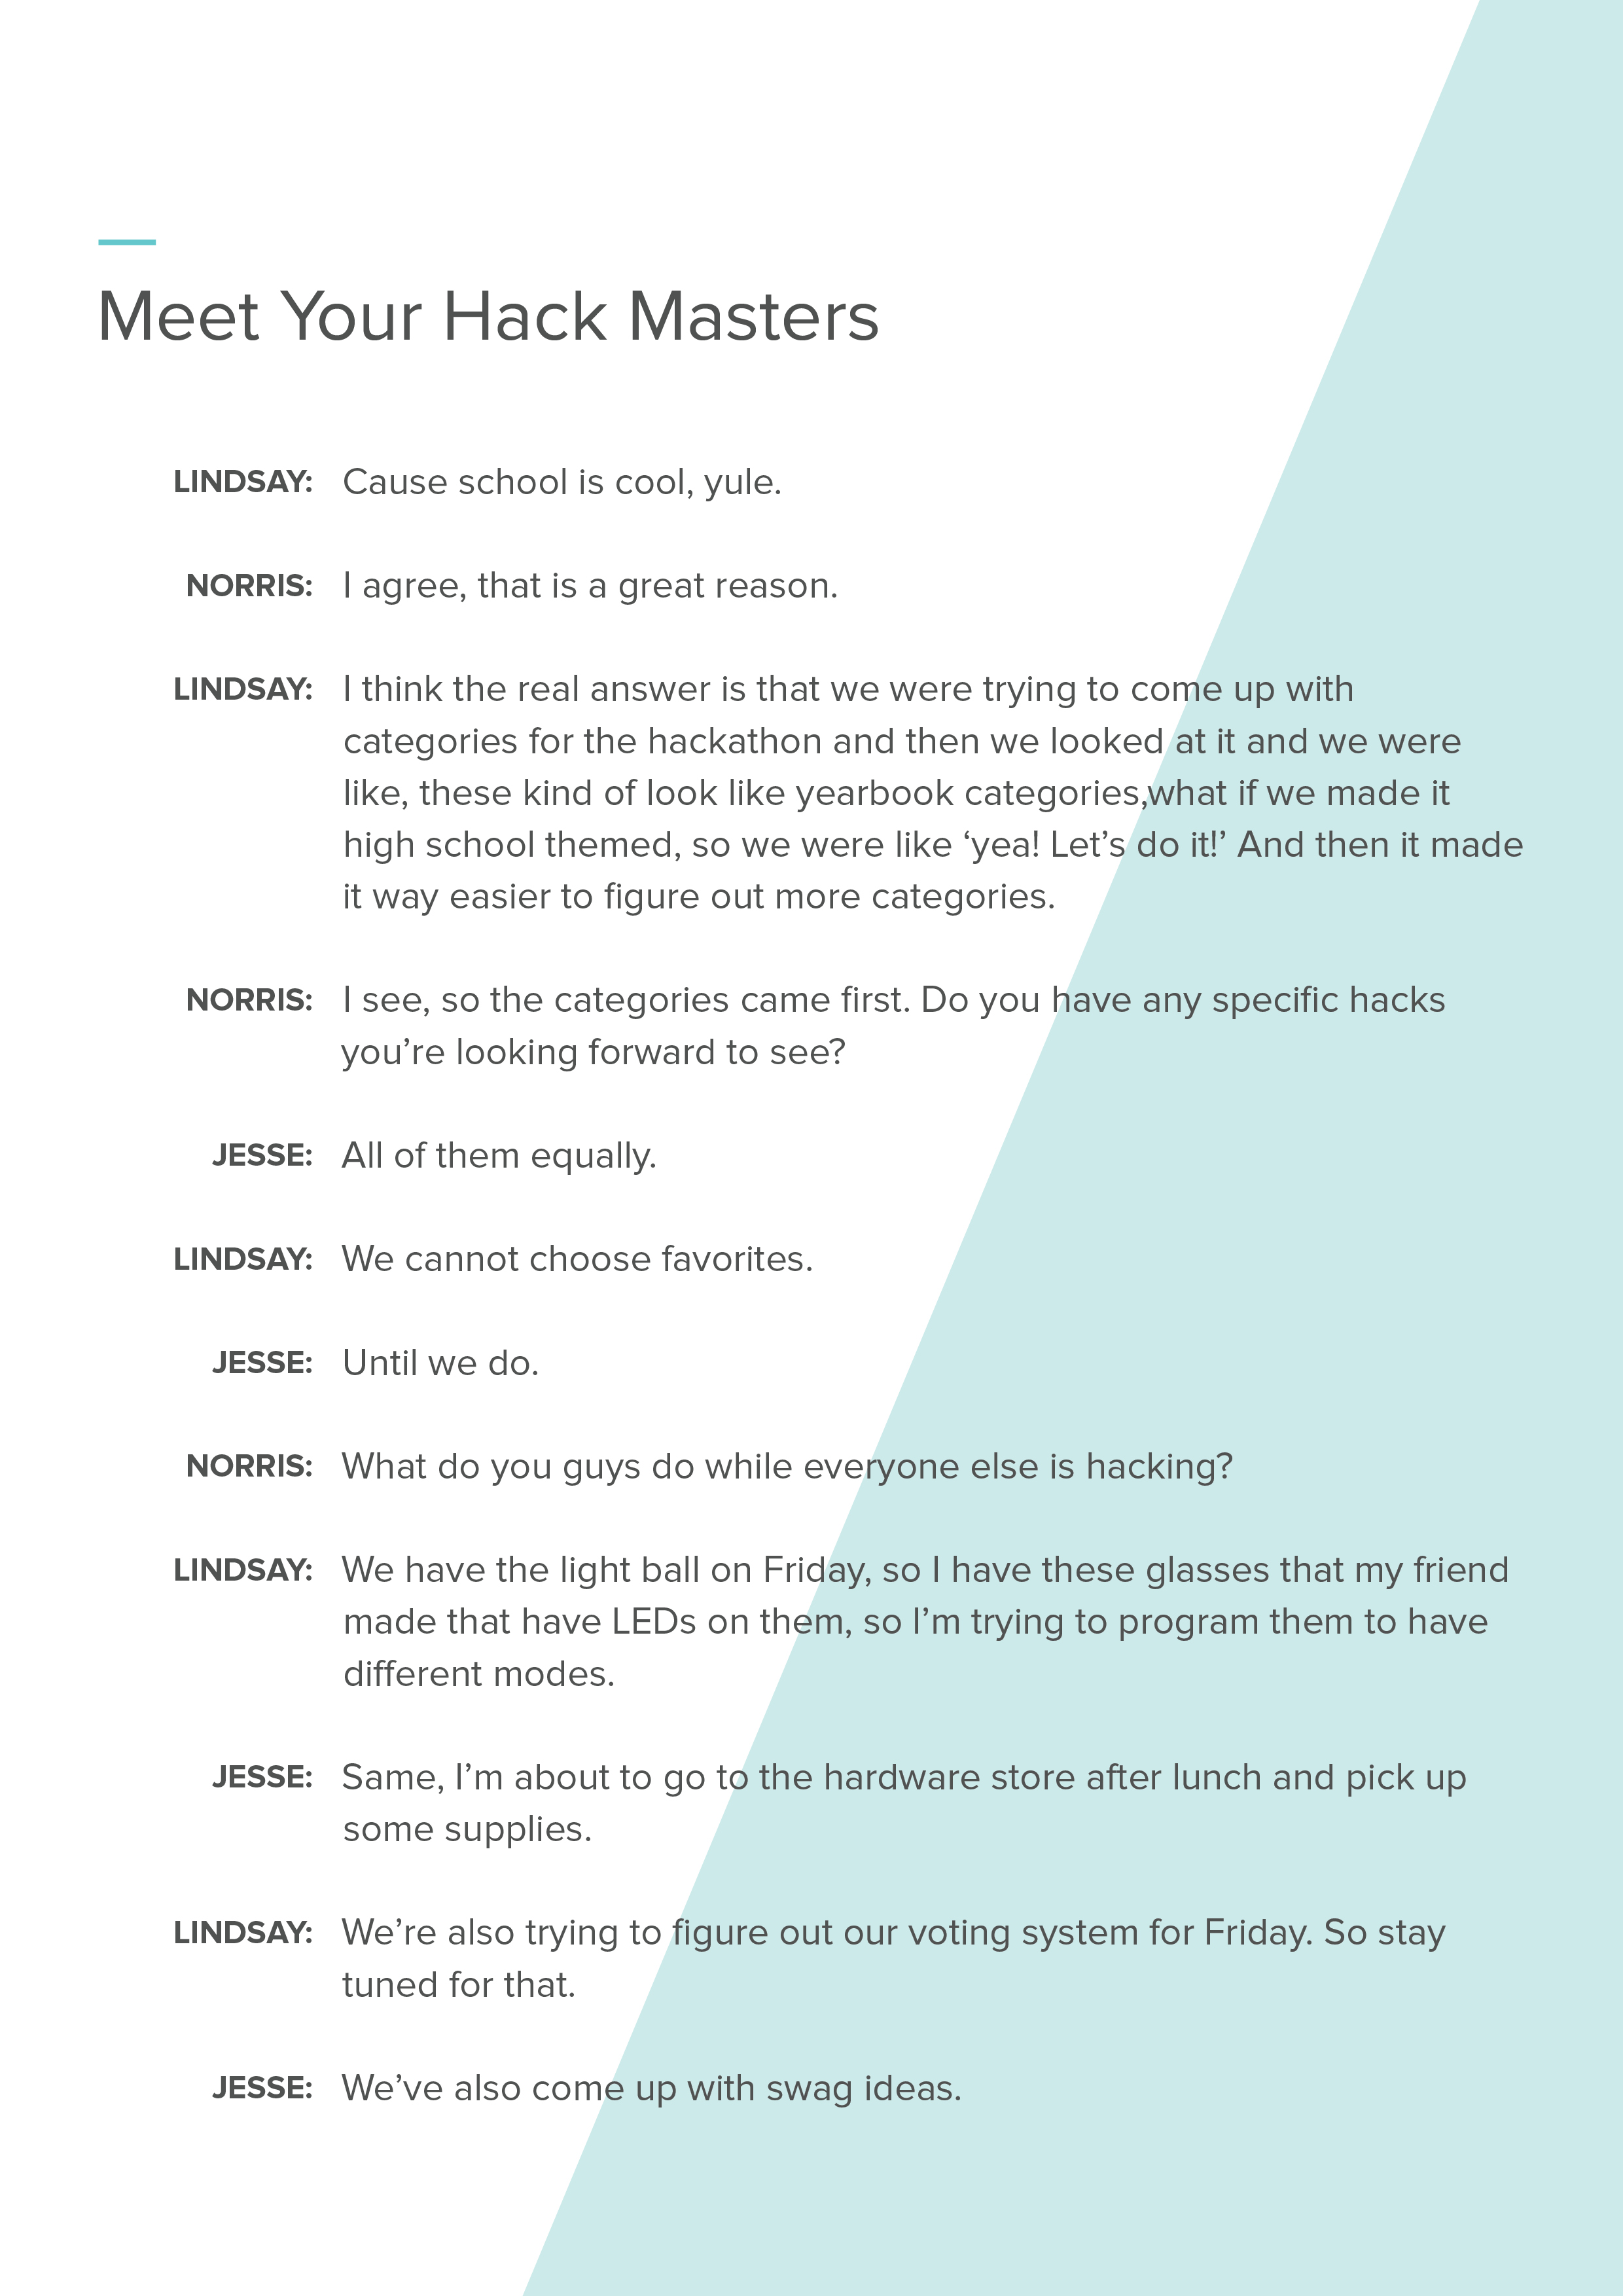 Meet Your Hack Masters
LINDSAY: Cause school is cool, yule.
NORRIS: I agree, that is a great reason.
LINDSAY: I think the real answer is that we were trying to come up with
categories for the hackathon and then we looked at it and we were
like, these kind of look like yearbook categories,what if we made it
high school themed, so we were like ‘yea! Let’s do it!’ And then it made
it way easier to figure out more categories.
NORRIS: I see, so the categories came first. Do you have any specific hacks
you’re looking forward to see?
JESSE: All of them equally.
LINDSAY: We cannot choose favorites.
JESSE: Until we do.
NORRIS: What do you guys do while everyone else is hacking?
LINDSAY: We have the light ball on Friday, so I have these glasses that my friend
made that have LEDs on them, so I’m trying to program them to have
different modes.
JESSE: Same, I’m about to go to the hardware store after lunch and pick up
some supplies.
LINDSAY: We’re also trying to figure out our voting system for Friday. So stay
tuned for that.
JESSE: We’ve also come up with swag ideas.